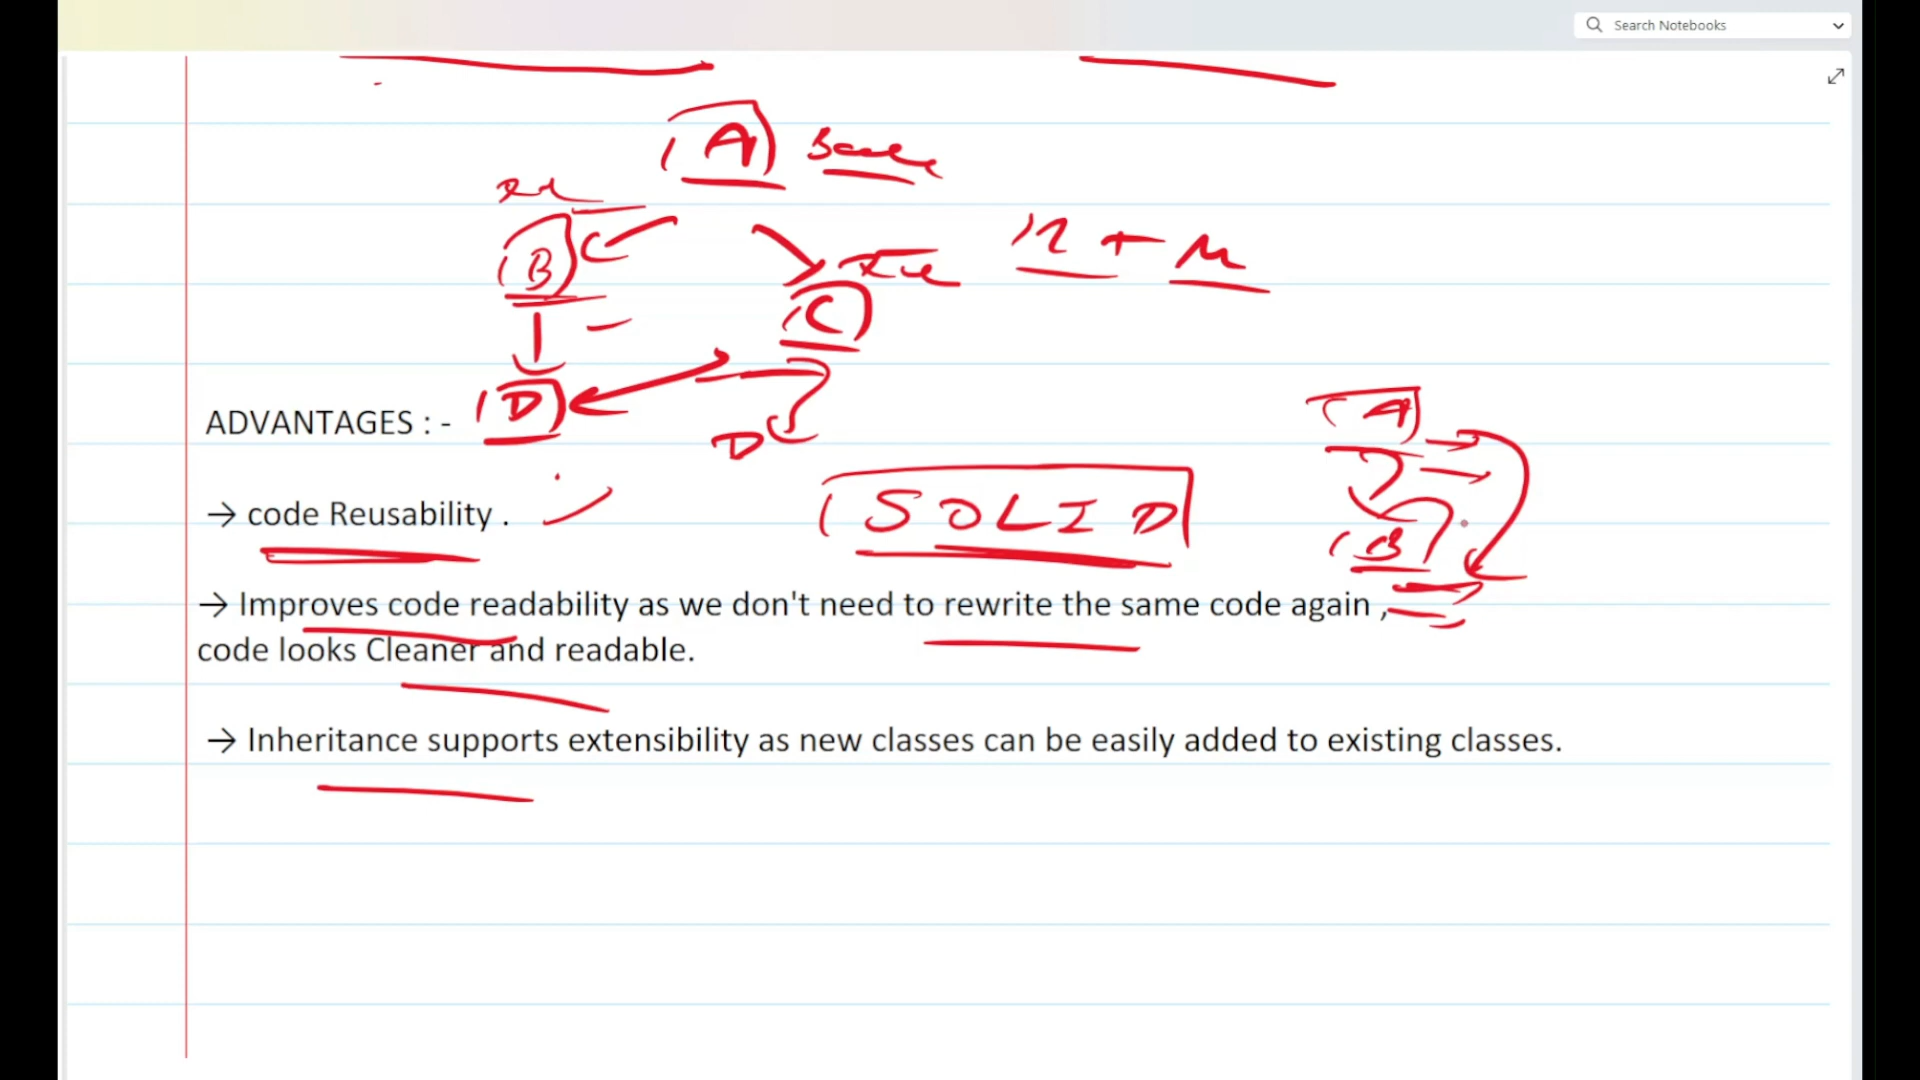 Search Notebooks
(A)
(B)
(C)
+
(D)
D
ADVANTAGES : -
(A)
→ code Reusability .
(SOLID
(B)
→ Improves code readability as we don't need to rewrite the same code again ,
code looks Cleaner and readable.
→ Inheritance supports extensibility as new classes can be easily added to existing classes.